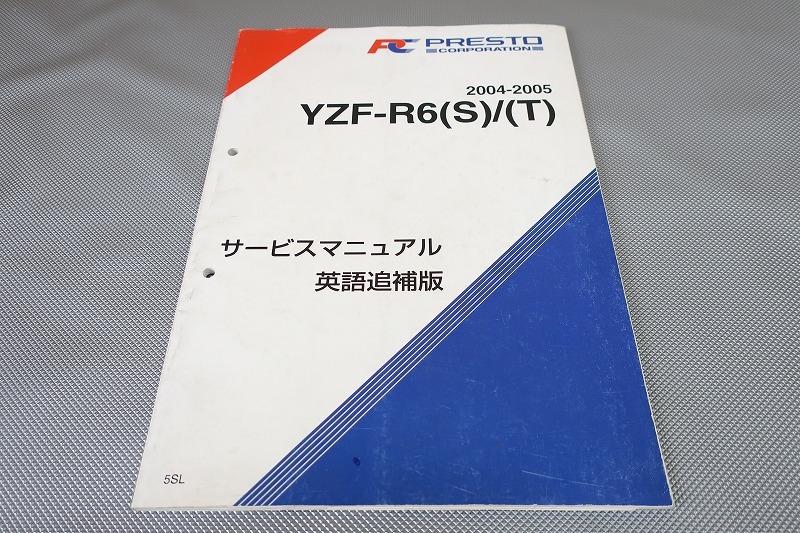 PRESTO
CORPORATION
2004-2005
YZF-R6(S)/(T)
サービスマニュアル
英語追補版
5SL